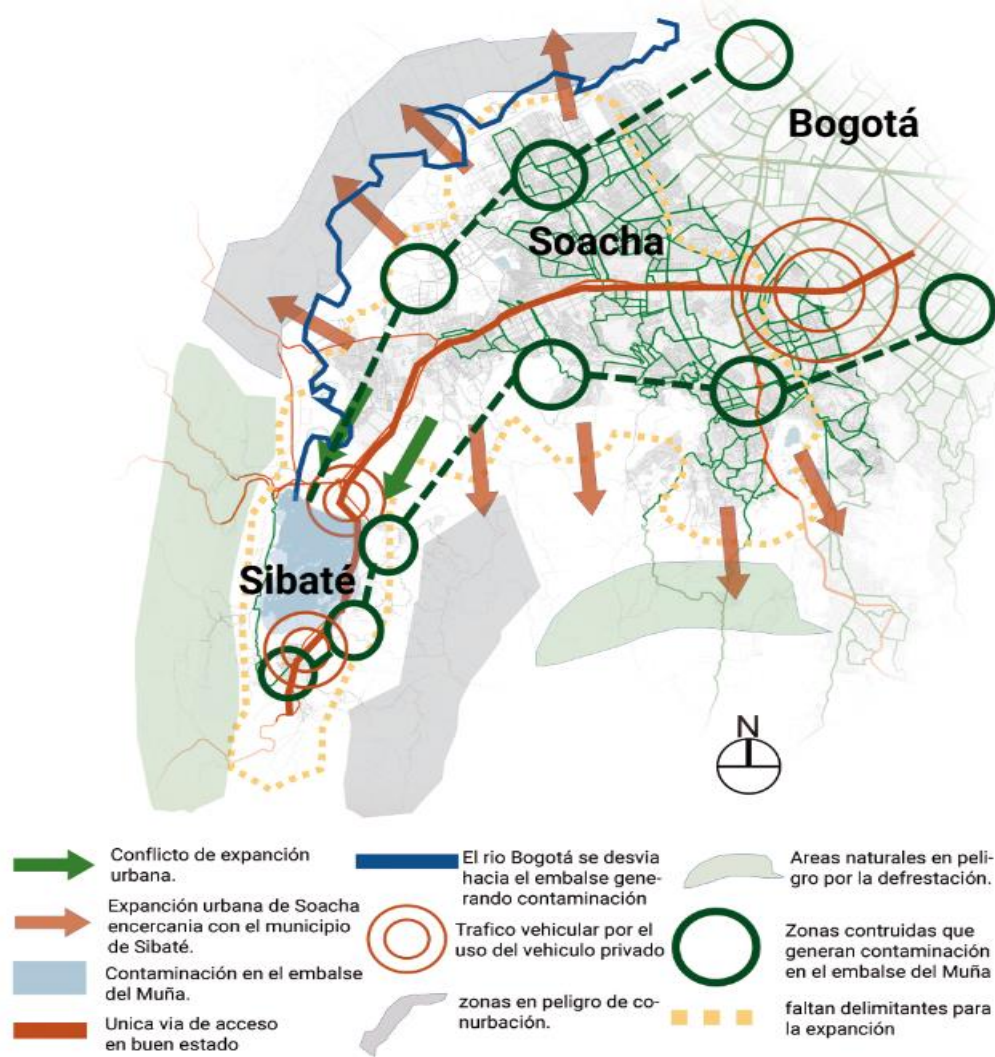 Bogotá
Soacha
Sibaté
N
Conflicto de expanción
urbana.
Expanción urbana de Soacha
encercania con el municipio
de Sibaté.
Contaminación en el embalse
del Muña.
Unica via de acceso
en buen estado
El rio Bogotá se desvia
hacia el embalse gene-
rando contaminación
Trafico vehicular por el
uso del vehiculo privado
zonas en peligro de co-
nurbación.
Areas naturales en peli-
gro por la defrestación.
Zonas contruidas que
generan contaminación
en el embalse del Muña
faltan delimitantes para
la expanción